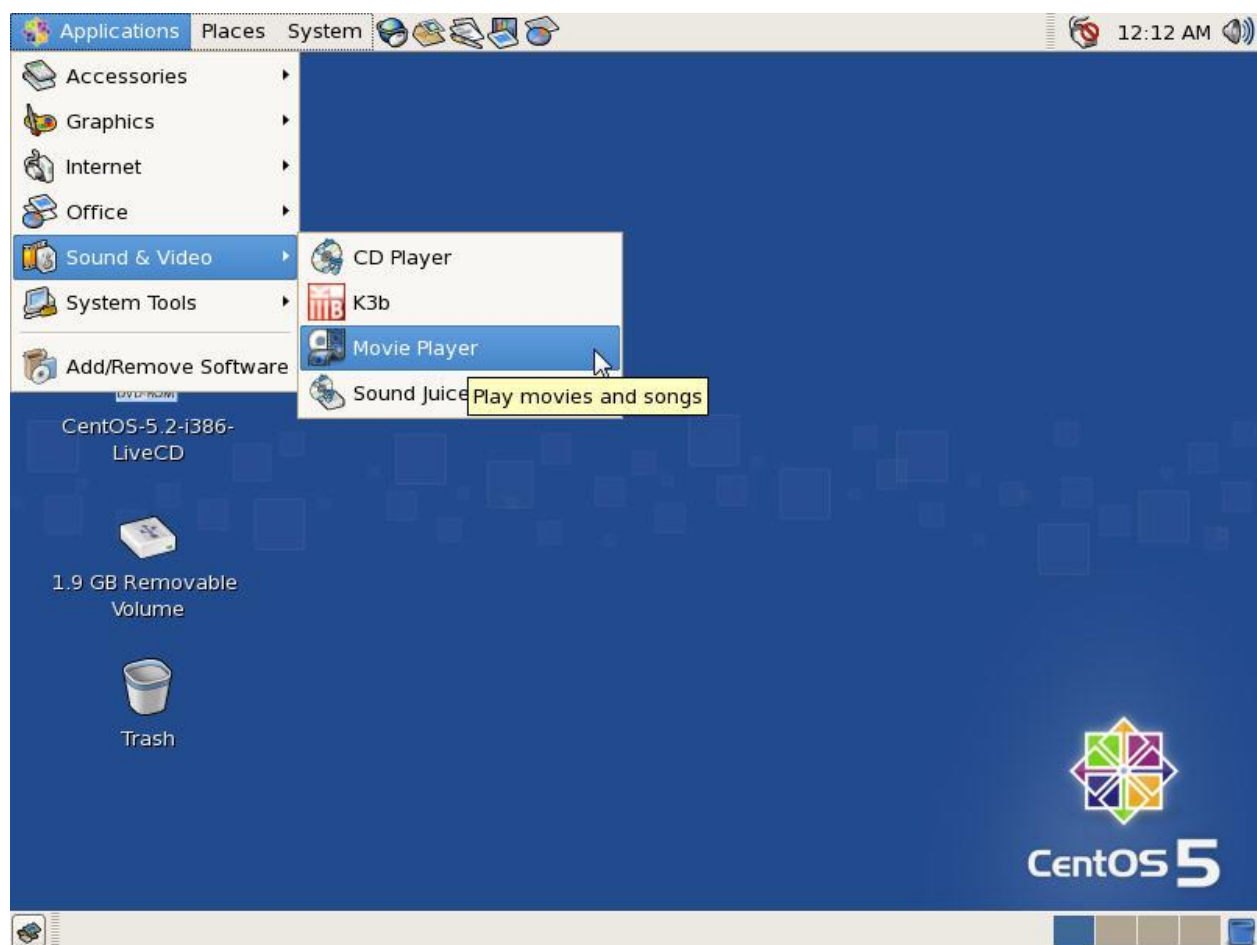 Applications Places System 12:12 AM
Accessories
Graphics
Internet
Office
Sound & Video
System Tools
Add/Remove Software
CD Player
K3b
Movie Player
Sound Juice
Play movies and songs
CentOS-5.2-i386-
LiveCD
1.9 GB Removable
Volume
Trash
CentOS 5